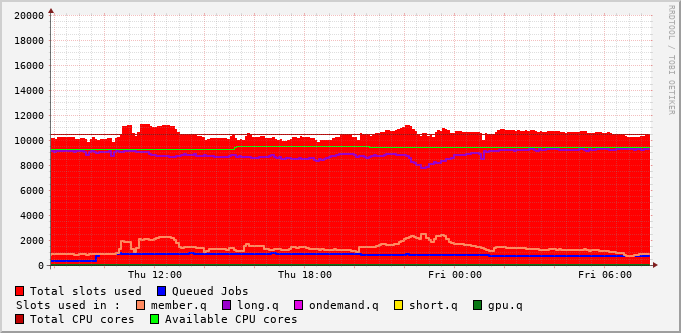 20000
18000
16000
14000
12000
10000
8000
6000
4000
2000
0
Thu 12:00 Thu 18:00 Fri 00:00 Fri 06:00
RRDTOOL / TOBI OETIKER
Total slots used Queued Jobs
Slots used in : member.q long.q ondemand.q short.q gpu.q
Total CPU cores Available CPU cores